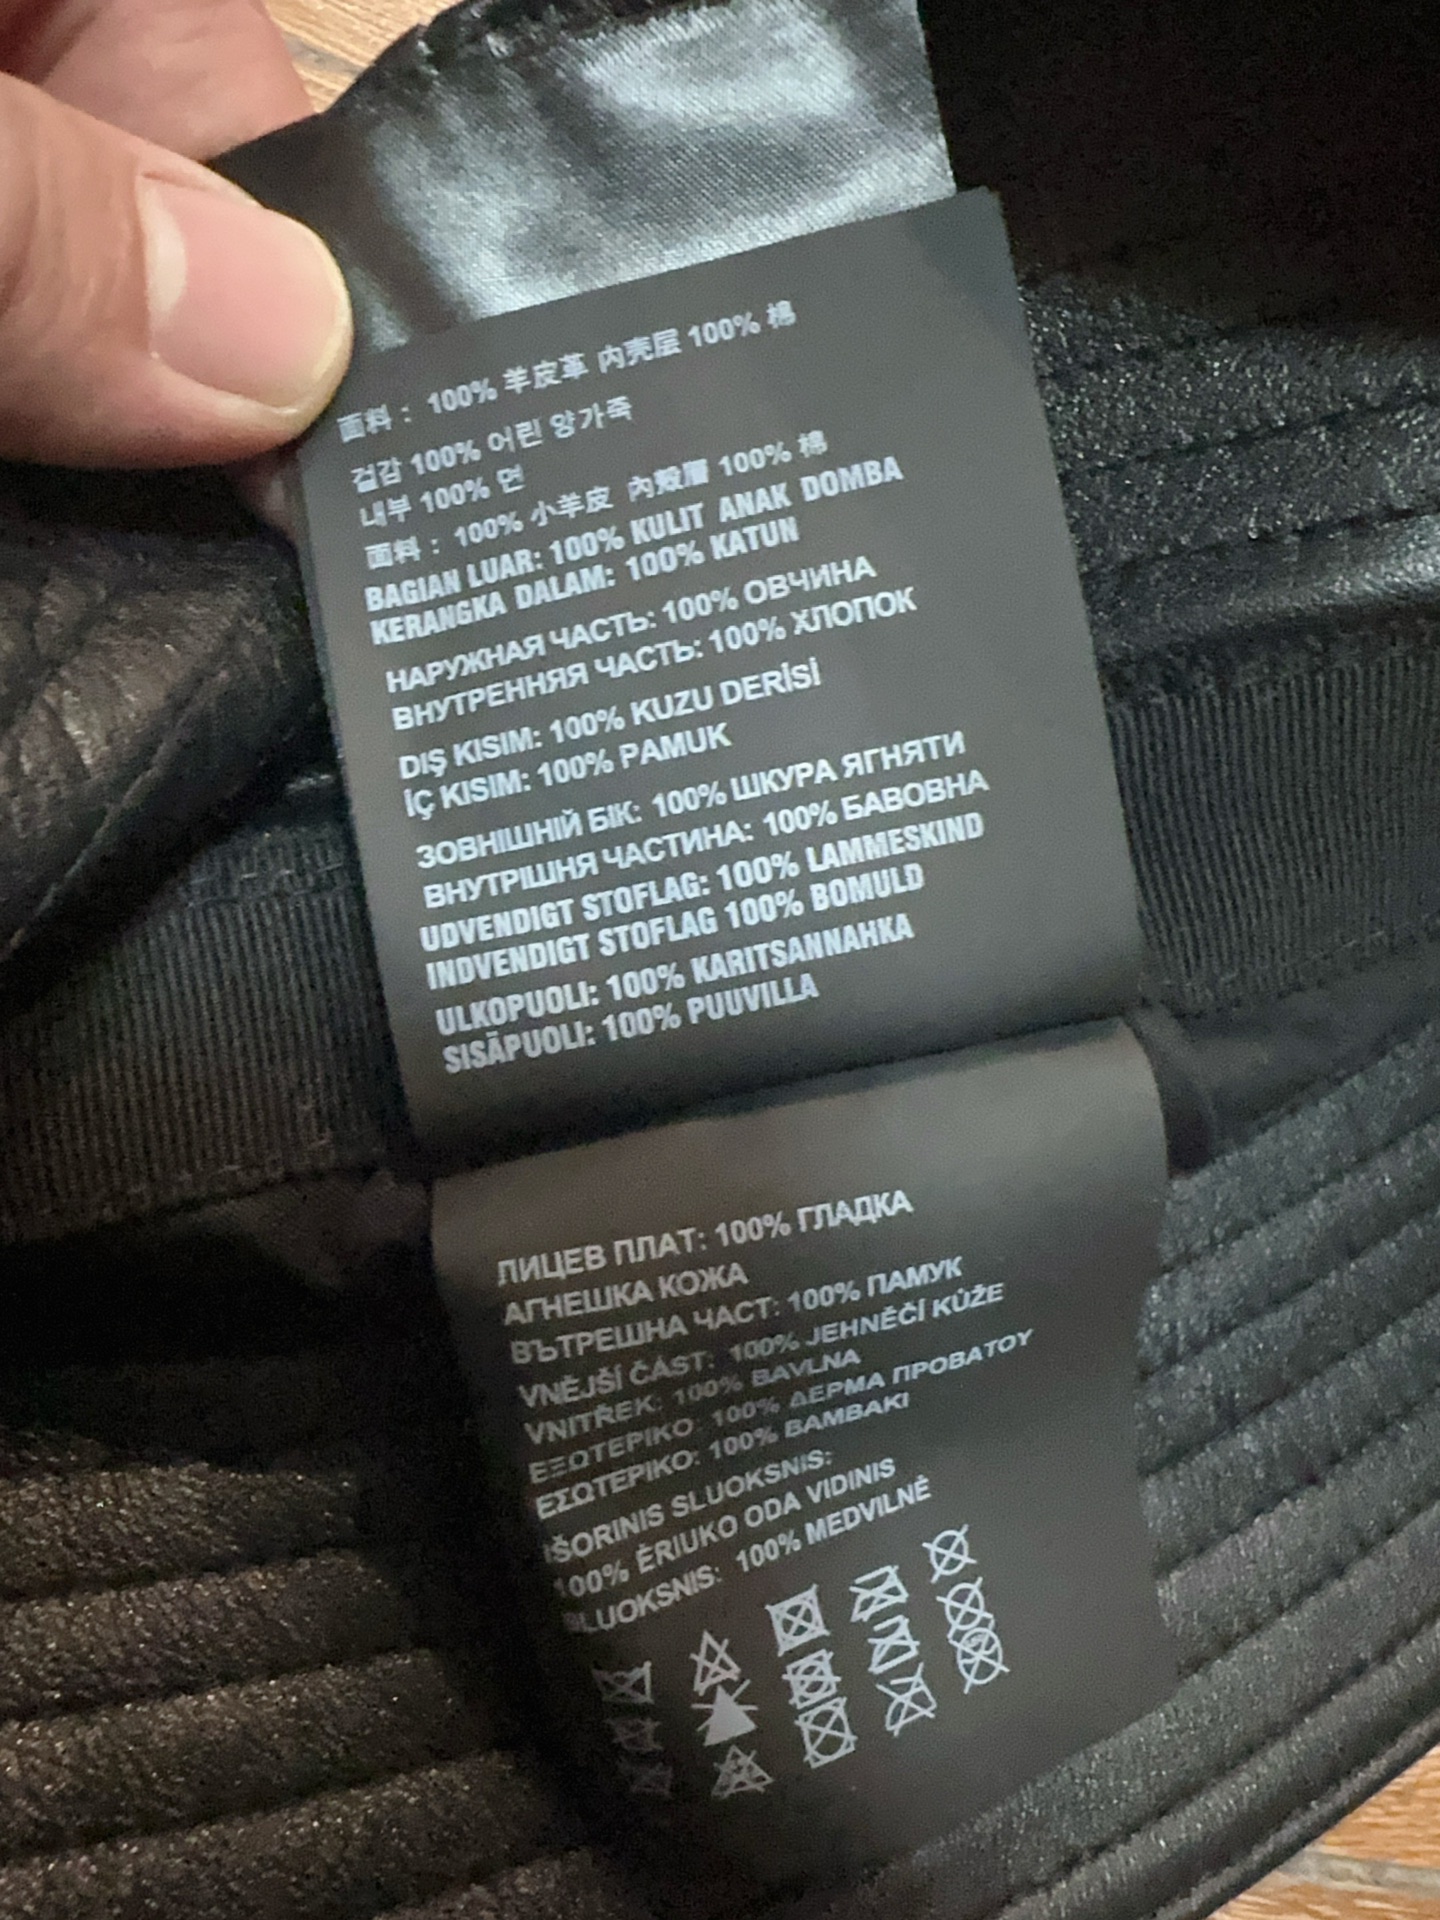 面料： 100% 羊皮革 内壳层 100% 棉
겉감 100% 어린 양가죽
내부 100% 면
面料： 100% 小羊皮 內殼層 100% 棉
BAGIAN LUAR: 100% KULIT ANAK DOMBA
KERANGKA DALAM: 100% KATUN
НАРУЖНАЯ ЧАСТЬ: 100% ОВЧИНА
ВНУТРЕННЯЯ ЧАСТЬ: 100% ХЛОПОК
DIŞ KISIM: 100% KUZU DERİSİ
İÇ KISIM: 100% PAMUK
ЗОВНІШНІЙ БІК: 100% ШКУРА ЯГНЯТИ
ВНУТРІШНЯ ЧАСТИНА: 100% БАВОВНА
UDVENDIGT STOFLAG: 100% LAMMESKIND
INDVENDIGT STOFLAG 100% BOMULD
ULKOPUOLI: 100% KARITSANNAHKA
SISÄPUOLI: 100% PUUVILLA
ЛИЦЕВ ПЛАТ: 100% ГЛАДКА
АГНЕШКА КОЖА
ВЪТРЕШНА ЧАСТ: 100% ПАМУК
VNĚJŠÍ ČÁST: 100% JEHNĚČÍ KŮŽE
VNITŘEK: 100% BAVLNA
ΕΞΩΤΕΡΙΚΟ: 100% ΔΕΡΜΑ ΠΡΟΒΑΤΟΥ
ΕΣΩΤΕΡΙΚΟ: 100% ΒΑΜΒΑΚΙ
IŠORINIS SLUOKSNIS:
100% ĖRIUKO ODA VIDINIS
SLUOKSNIS: 100% MEDVILNĖ